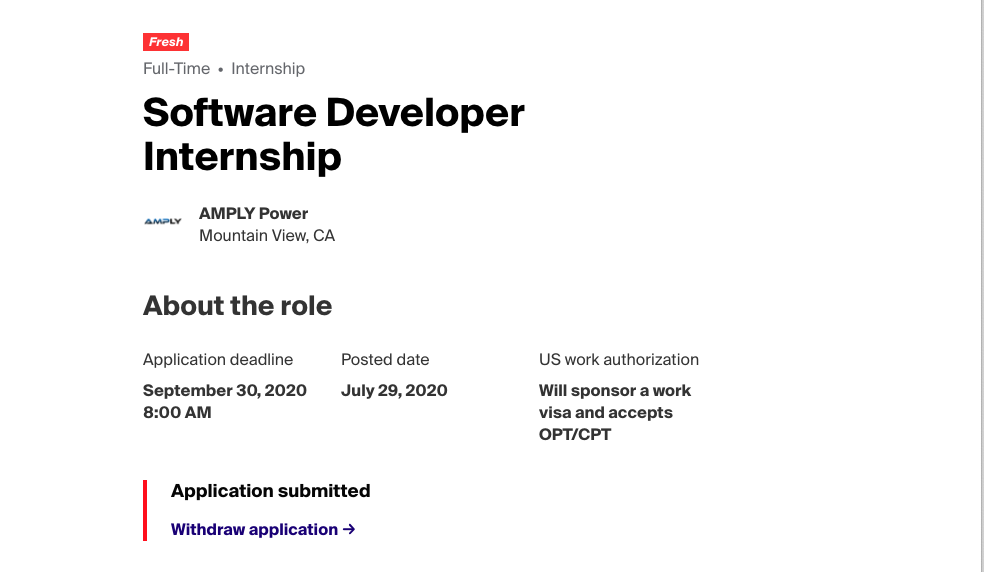 Fresh
Full-Time • Internship
Software Developer
Internship
AMPLY
AMPLY Power
Mountain View, CA
About the role
Application deadline
Posted date
US work authorization
September 30, 2020
8:00 AM
July 29, 2020
Will sponsor a work
visa and accepts
OPT/CPT
Application submitted
Withdraw application →